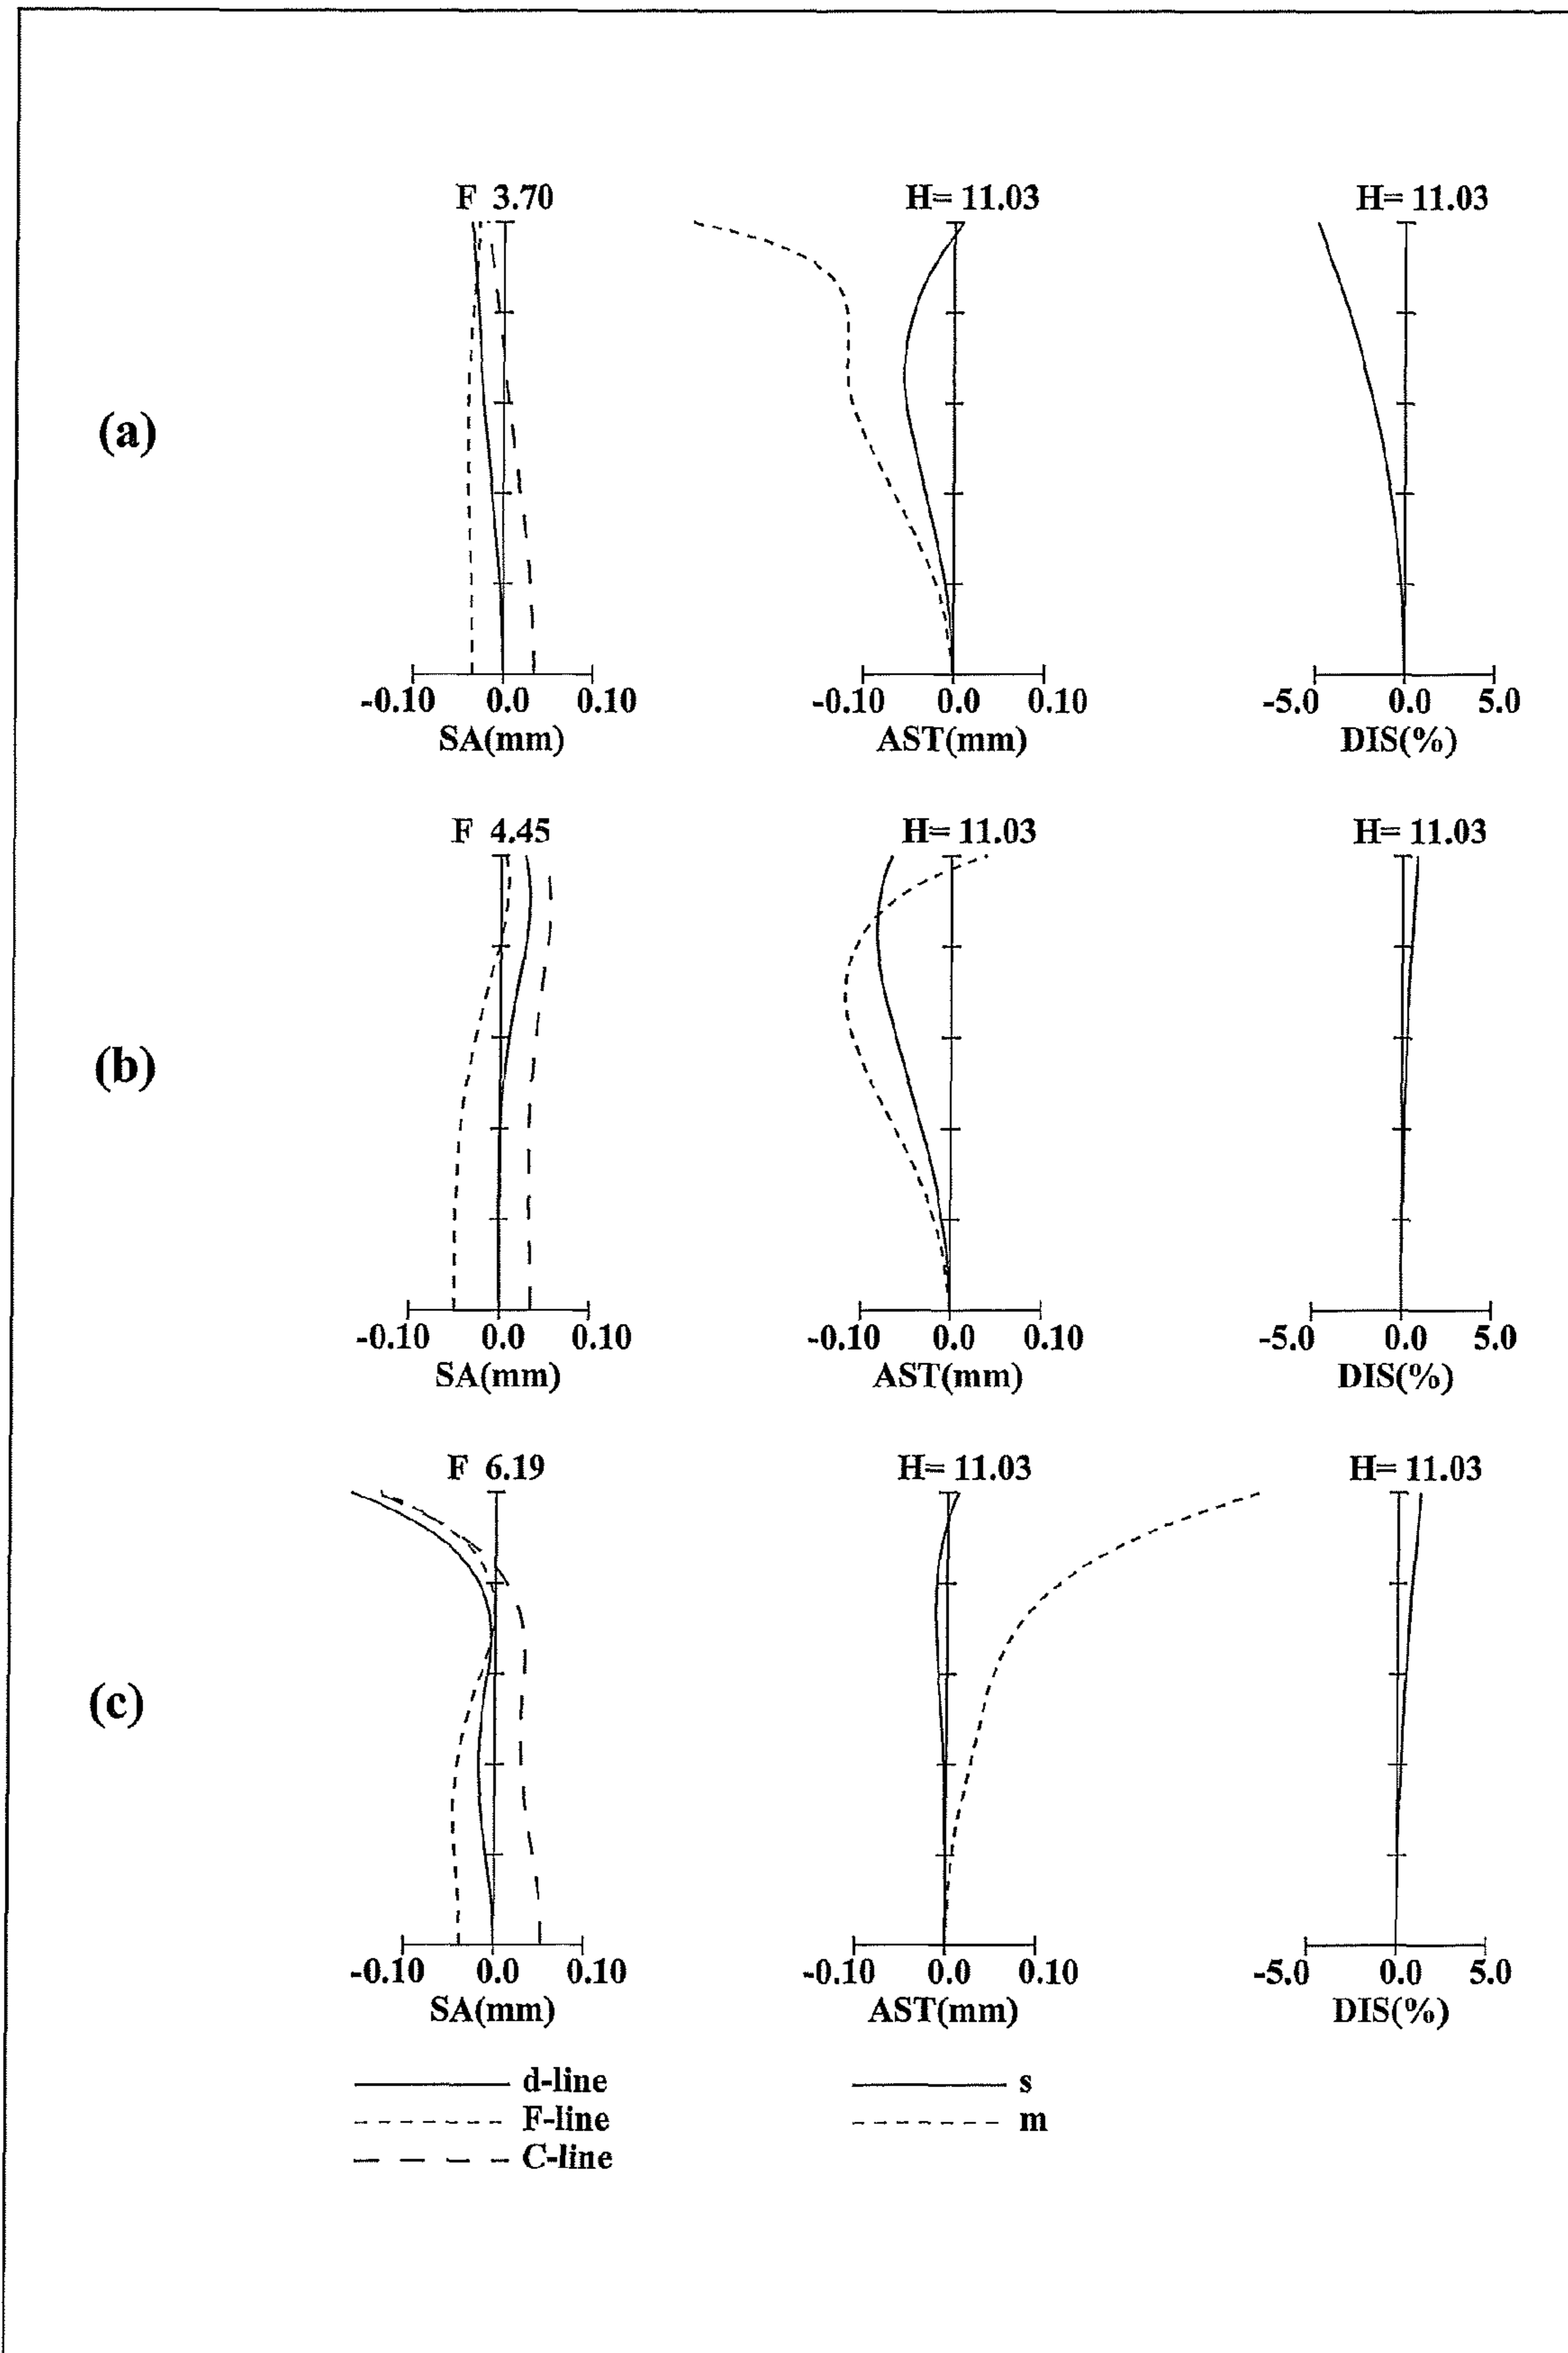 F 3.70 H= 11.03 H= 11.03
(a)
-0.10 0.0 0.10 -0.10 0.0 0.10 -5.0 0.0 5.0
SA(mm) AST(mm) DIS(%)
F 4.45 H= 11.03 H= 11.03
(b)
-0.10 0.0 0.10 -0.10 0.0 0.10 -5.0 0.0 5.0
SA(mm) AST(mm) DIS(%)
F 6.19 H= 11.03 H= 11.03
(c)
-0.10 0.0 0.10 -0.10 0.0 0.10 -5.0 0.0 5.0
SA(mm) AST(mm) DIS(%)
d-line s
F-line m
C-line